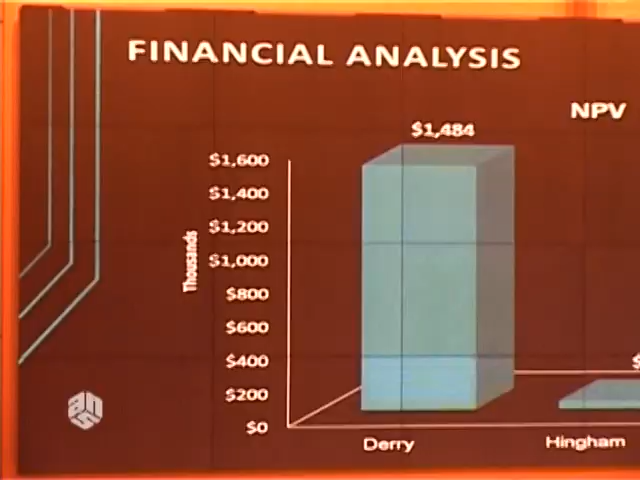 FINANCIAL ANALYSIS
NPV
$1,484
$1,600
$1,400
$1,200
$1,000
$800
$600
$400
$200
$0
Thousands
$
Derry
Hingham
ans